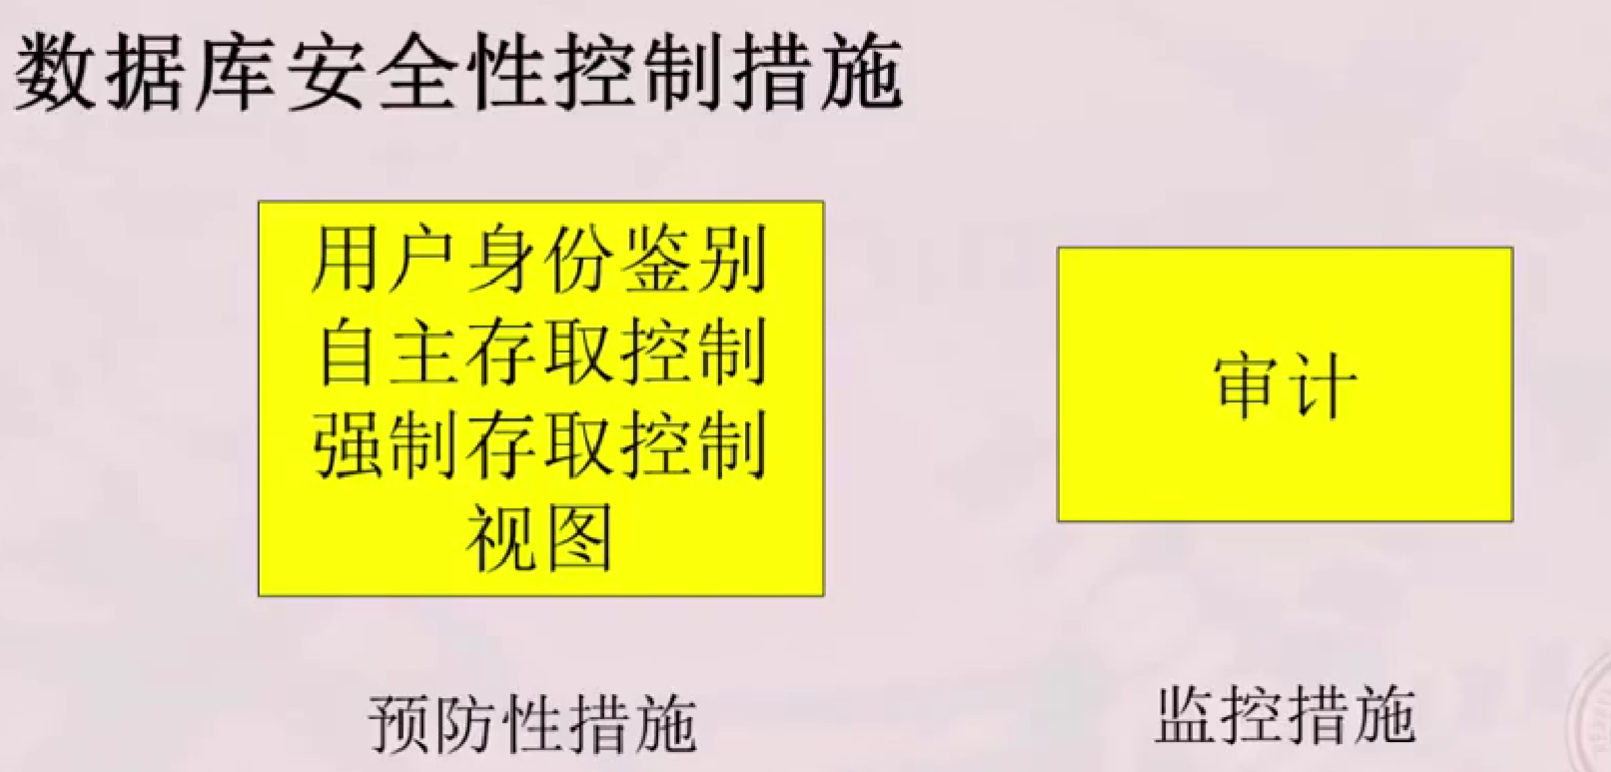 数据库安全性控制措施
用户身份鉴别
自主存取控制
强制存取控制
视图
审计
预防性措施
监控措施